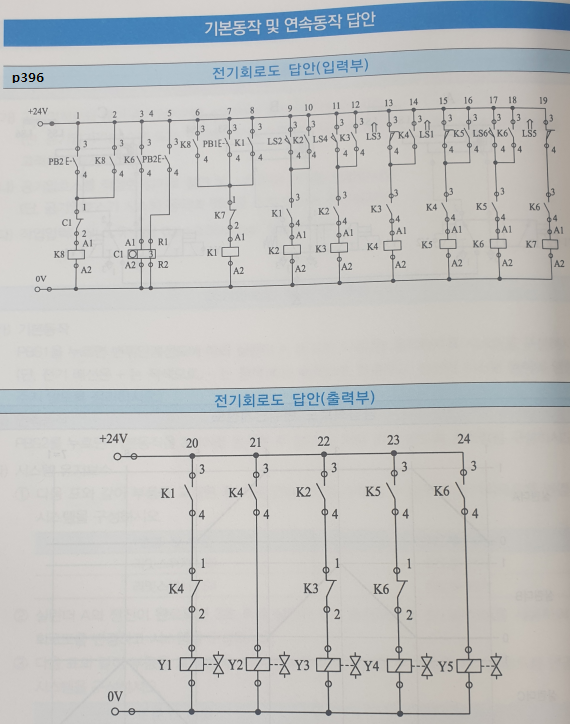 기본동작 및 연속동작 답안
p396
전기회로도 답안(입력부)
+24V
1 2 3 4 5 6 7 8 9 10 11 12 13 14 15 16 17 18 19
3 3 3 3 3 3 3 3 3 3 3 3 3 3 3 3 3
PB2 K8 K6 PB2 K8 PB1 K1 LS2 K2 LS4 K3 LS3 K4 LS1 K5 LS6 K6 LS5
4 4 4 4 4 4 4 4 4 4 4 4 4 4 4 4 4
1 1 3 3 3 3 3 3 3
C1 K7 K1 K2 K3 K4 K5 K6
2 2 4 4 4 4 4 4
A1 A1 R1 A1 A1 A1 A1 A1 A1 A1
K8 C1 3 K1 K2 K3 K4 K5 K6 K7
A2 A2 R2 A2 A2 A2 A2 A2 A2 A2
0V
전기회로도 답안(출력부)
+24V 20 21 22 23 24
3 3 3 3 3
K1 K4 K2 K5 K6
4 4 4 4 4
1 1 1
K4 K3 K6
2 2 2
Y1 Y2 Y3 Y4 Y5
0V